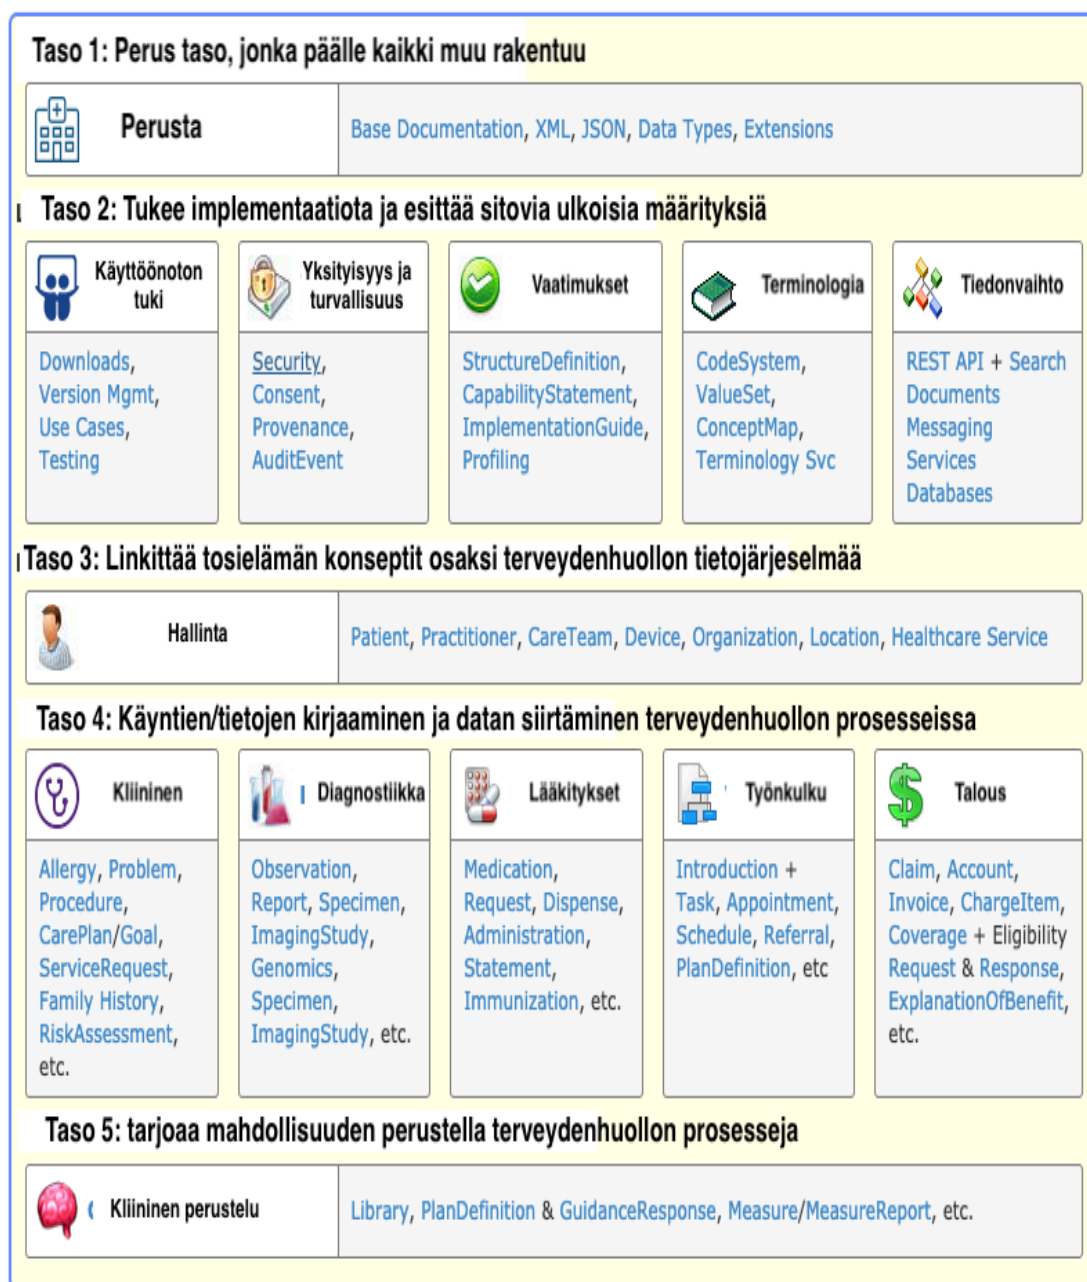 Taso 1: Perus taso, jonka päälle kaikki muu rakentuu
Perusta
Base Documentation, XML, JSON, Data Types, Extensions
Taso 2: Tukee implementaatiota ja esittää sitovia ulkoisia määrityksiä
Käyttöönoton
tuki
Downloads,
Version Mgmt,
Use Cases,
Testing
Yksityisyys ja
turvallisuus
Security,
Consent,
Provenance,
AuditEvent
Vaatimukset
StructureDefinition,
CapabilityStatement,
ImplementationGuide,
Profiling
Terminologia
CodeSystem,
ValueSet,
ConceptMap,
Terminology Svc
Tiedonvaihto
REST API + Search
Documents
Messaging
Services
Databases
Taso 3: Linkittää tosielämän konseptit osaksi terveydenhuollon tietojärjeselmää
Hallinta
Patient, Practitioner, CareTeam, Device, Organization, Location, Healthcare Service
Taso 4: Käyntien/tietojen kirjaaminen ja datan siirtäminen terveydenhuollon prosesseissa
Kliininen
Allergy, Problem,
Procedure,
CarePlan/Goal,
ServiceRequest,
Family History,
RiskAssessment,
etc.
Diagnostiikka
Observation,
Report, Specimen,
ImagingStudy,
Genomics,
Specimen,
ImagingStudy, etc.
Lääkitykset
Medication,
Request, Dispense,
Administration,
Statement,
Immunization, etc.
Työnkulku
Introduction +
Task, Appointment,
Schedule, Referral,
PlanDefinition, etc
Talous
Claim, Account,
Invoice, ChargeItem,
Coverage + Eligibility
Request & Response,
ExplanationOfBenefit,
etc.
Taso 5: tarjoaa mahdollisuuden perustella terveydenhuollon prosesseja
Kliininen perustelu
Library, PlanDefinition & GuidanceResponse, Measure/MeasureReport, etc.